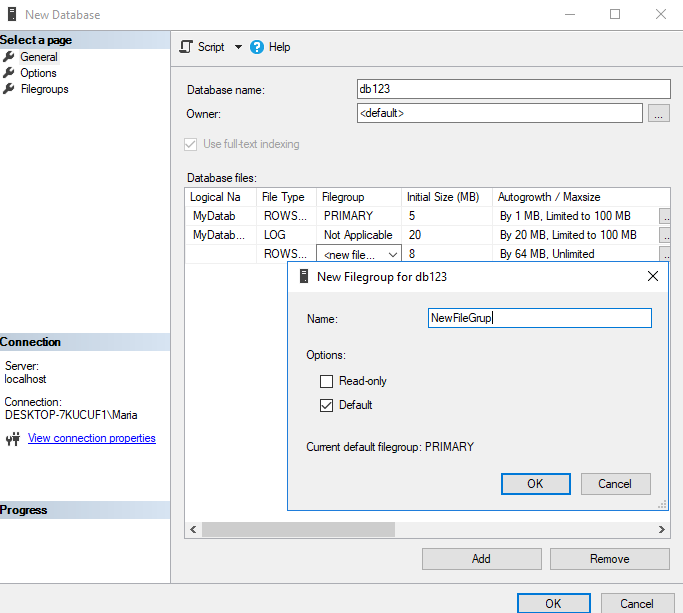 New Database
Select a page
General
Options
Filegroups
Script
Help
Database name:
db123
Owner:
<default>
...
Use full-text indexing
Database files:
Logical Na File Type Filegroup Initial Size (MB) Autogrowth / Maxsize
MyDatab ROWS... PRIMARY 5 By 1 MB, Limited to 100 MB ..
MyDatab... LOG Not Applicable 20 By 20 MB, Limited to 100 MB ..
ROWS... <new file... 8 By 64 MB, Unlimited ..
New Filegroup for db123
Name:
NewFileGrup
Options:
Read-only
Default
Current default filegroup: PRIMARY
OK Cancel
Connection
Server:
localhost
Connection:
DESKTOP-7KUCUF1\Maria
View connection properties
Progress
Add Remove
OK Cancel